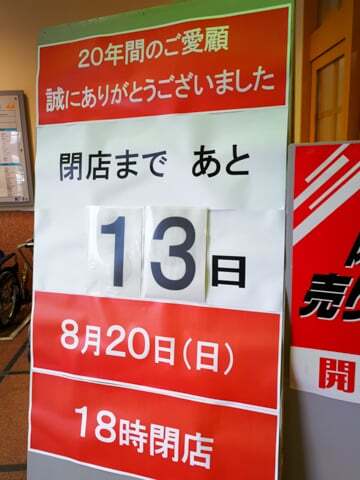 20年間のご愛顧
誠にありがとうございました
閉店まで あと
13日
8月20日(日)
18時閉店
売
開